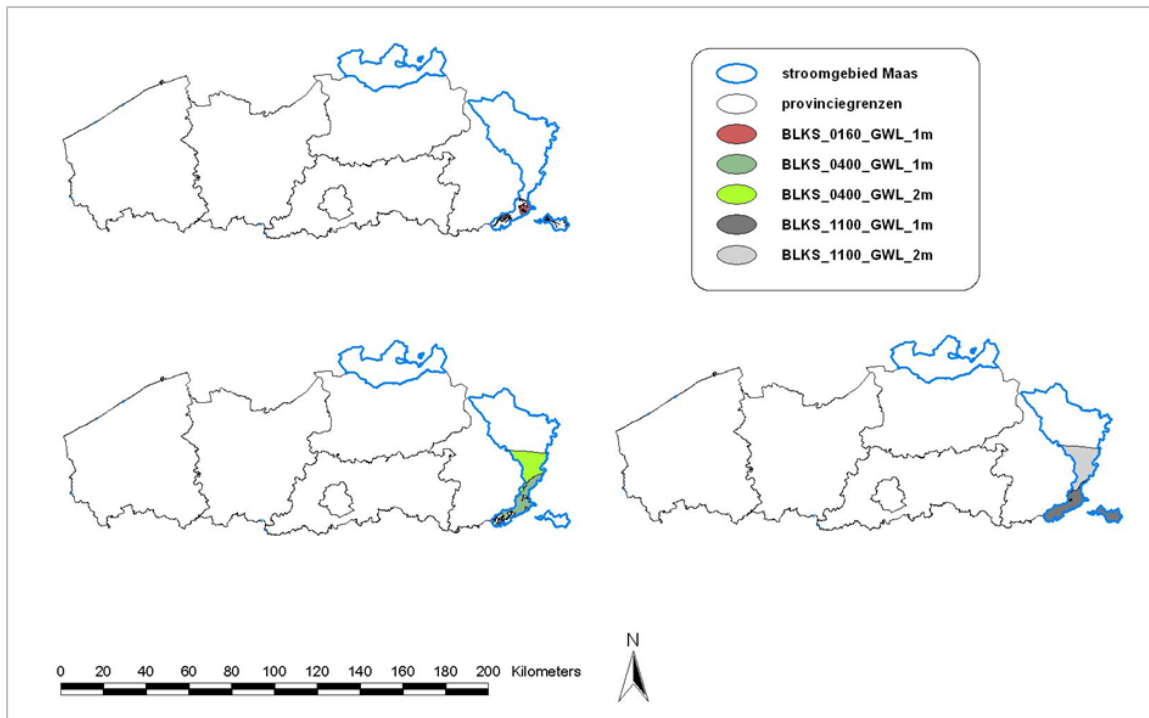 stroomgebied Maas
provinciegrenzen
BLKS_0160_GWL_1m
BLKS_0400_GWL_1m
BLKS_0400_GWL_2m
BLKS_1100_GWL_1m
BLKS_1100_GWL_2m
N
0 20 40 60 80 100 120 140 160 180 200 Kilometers